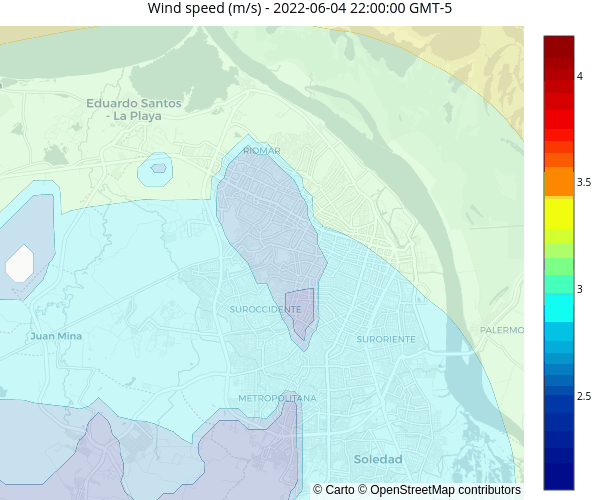 Wind speed (m/s) - 2022-06-04 22:00:00 GMT-5
Eduardo Santos
- La Playa
RIOMAR
SUROCCIDENTE
Juan Mina
SURORIENTE
PALERMO
METROPOLITANA
Soledad
© Carto © OpenStreetMap contributors
4
3.5
3
2.5